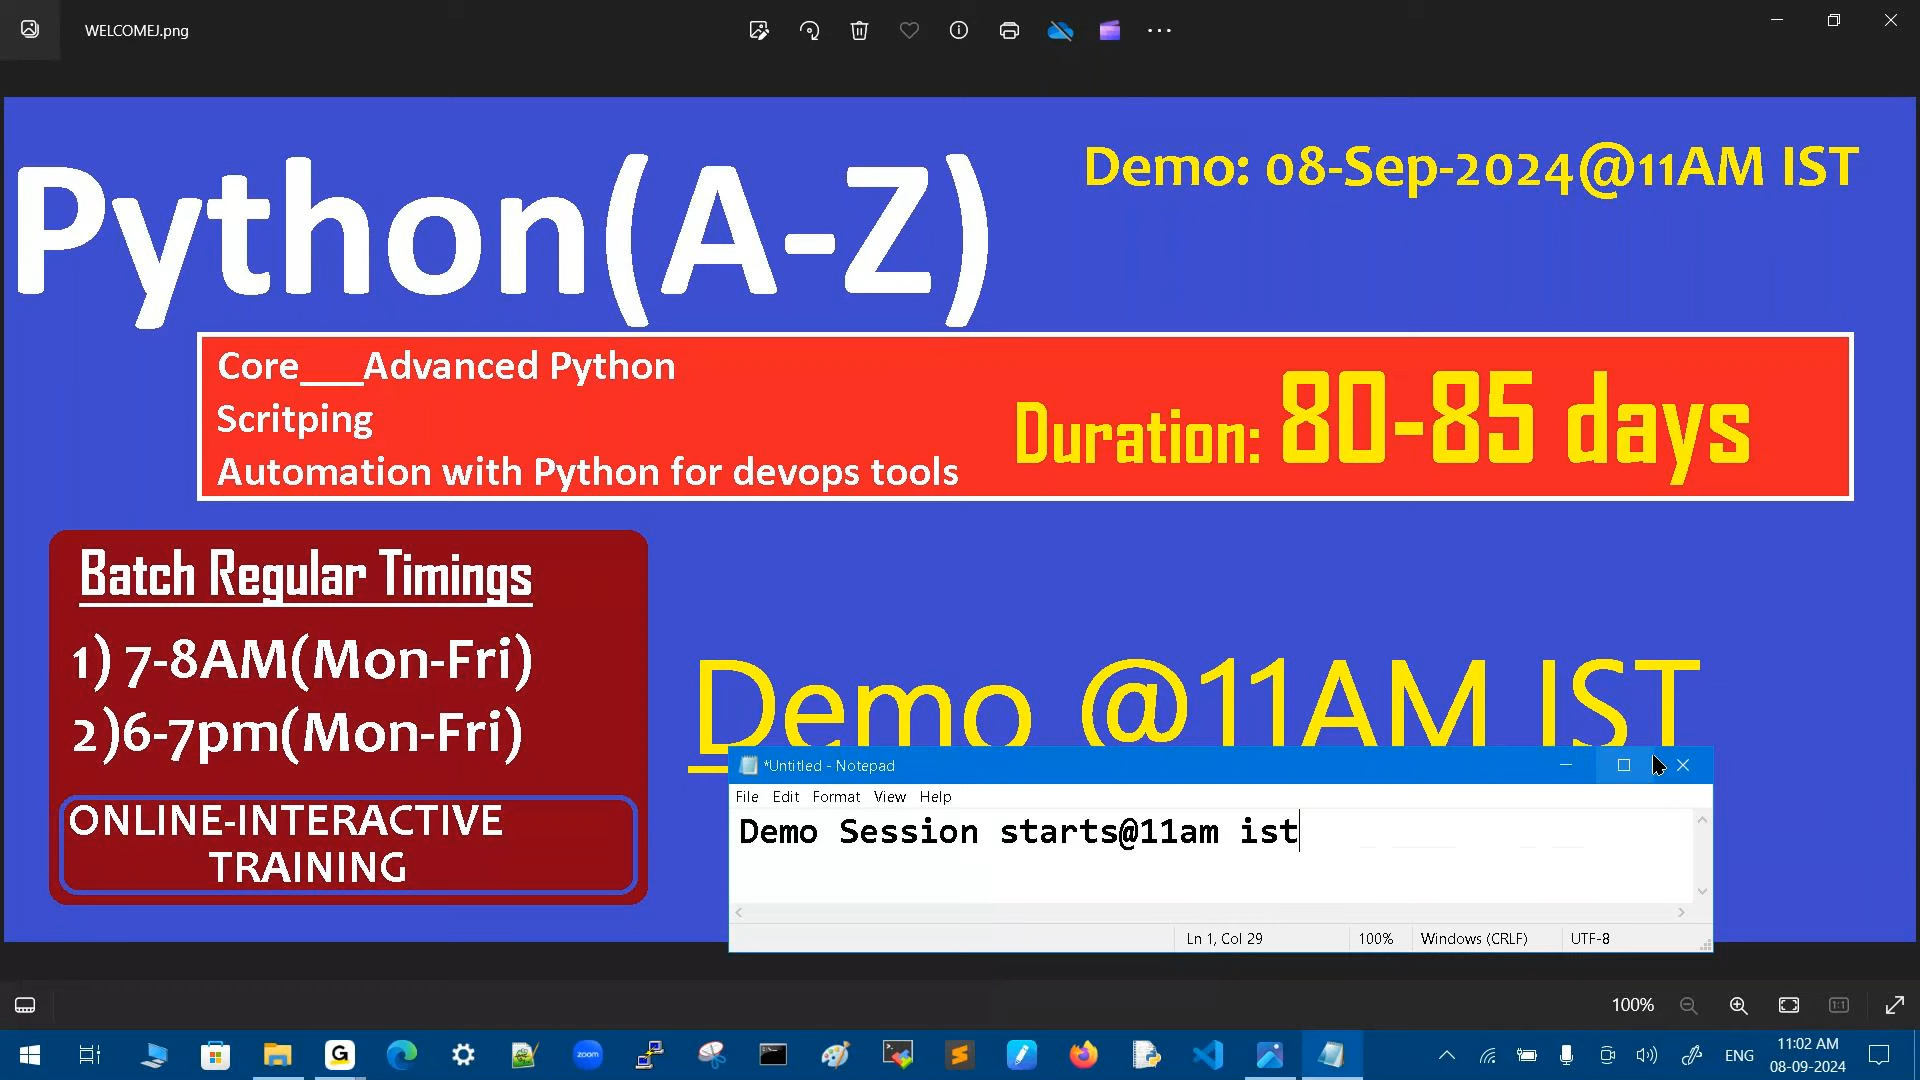 WELCOMEJ.png
Python(A-Z)
Demo: 08-Sep-2024@11AM IST
Core___Advanced Python
Scritping
Automation with Python for devops tools
Duration: 80-85 days
Batch Regular Timings
1) 7-8AM(Mon-Fri)
2)6-7pm(Mon-Fri)
ONLINE-INTERACTIVE
TRAINING
Demo @11AM IST
*Untitled - Notepad
File Edit Format View Help
Demo Session starts@11am ist
Ln 1, Col 29 100% Windows (CRLF) UTF-8
100% 1:1
G zoom ENG 11:02 AM
08-09-2024